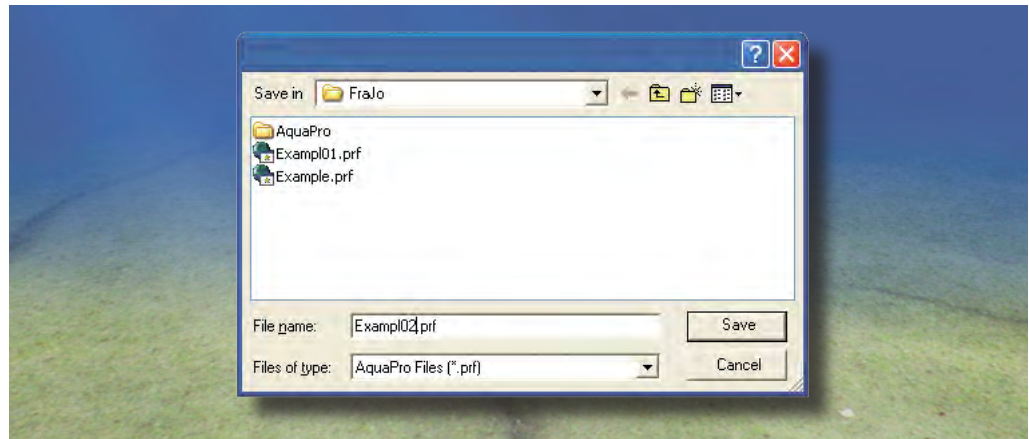 Save in FraJo
AquaPro
Exampl01.prf
Example.prf
File name: Exampl02.prf Save
Files of type: AquaPro Files (*.prf) Cancel